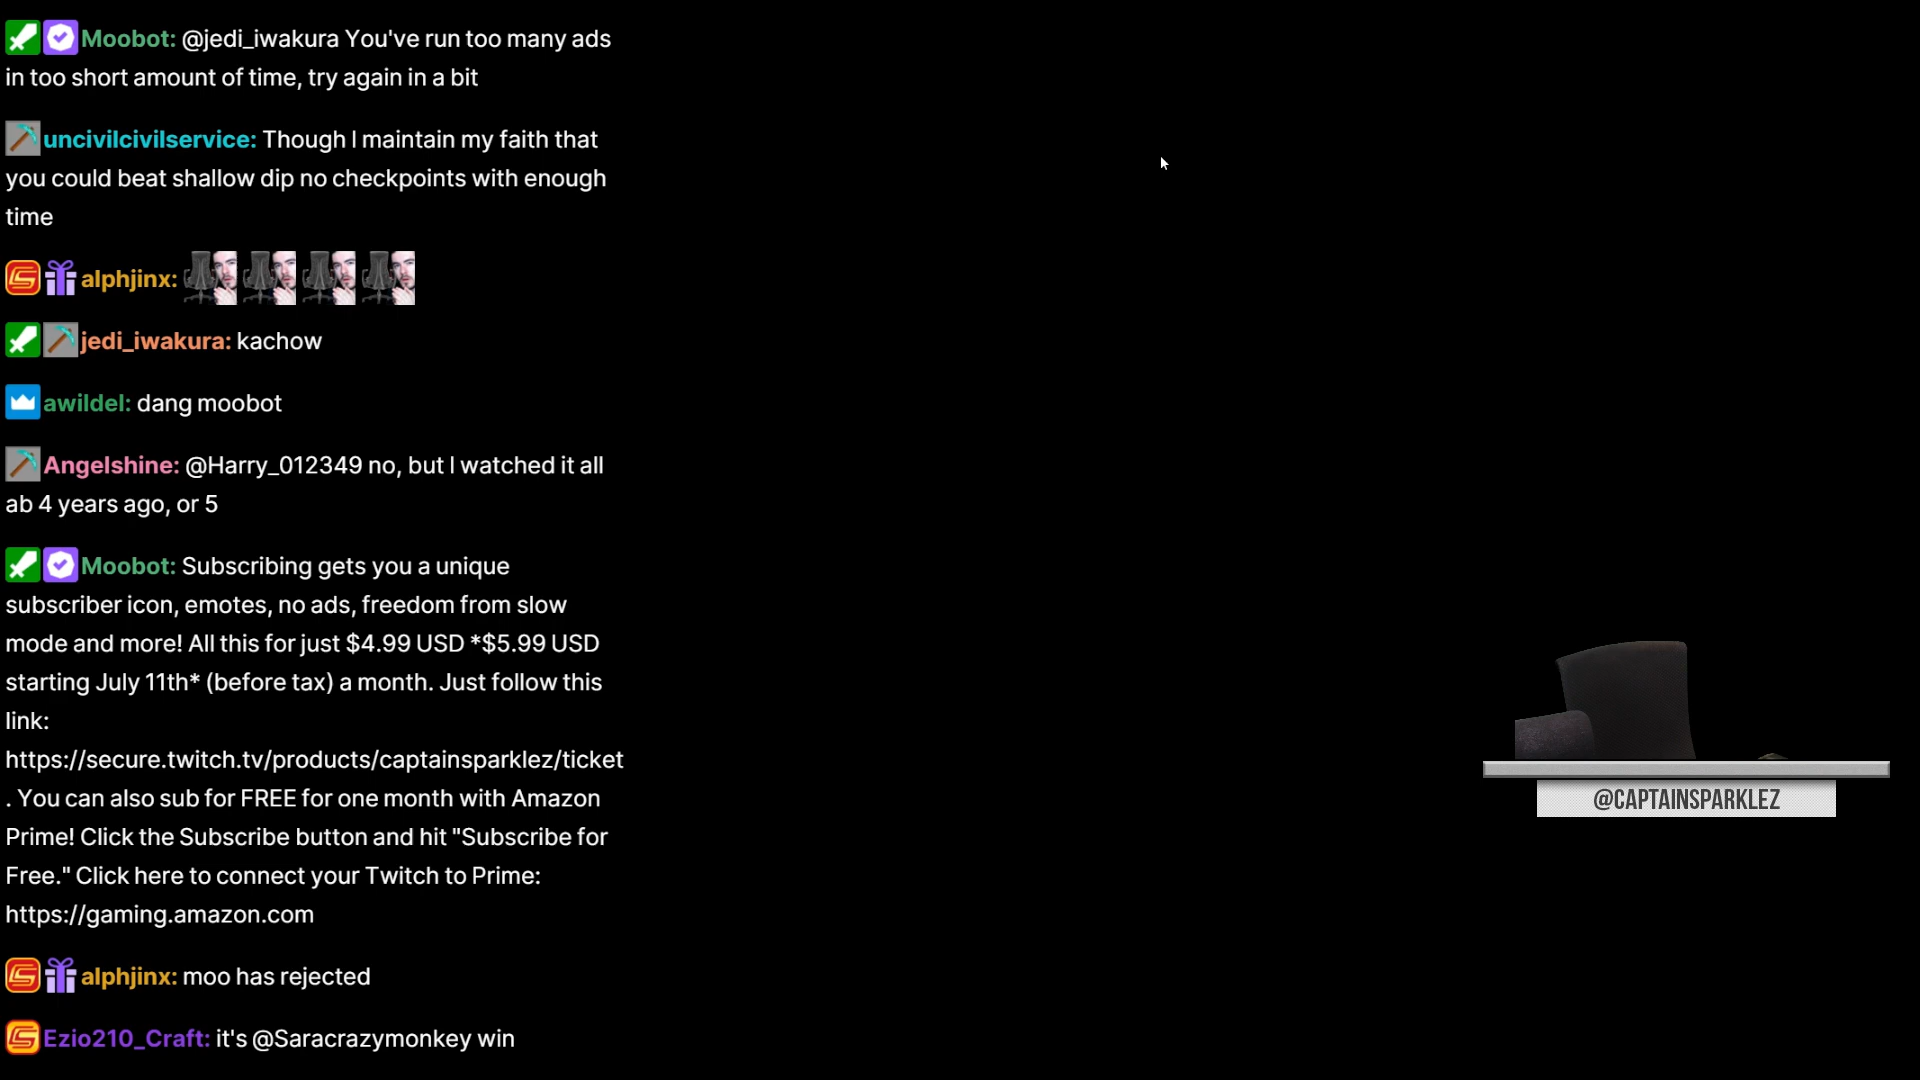 Moobot: @jedi_iwakura You've run too many ads
in too short amount of time, try again in a bit
uncivilcivilservice: Though I maintain my faith that
you could beat shallow dip no checkpoints with enough
time
alphjinx:
jedi_iwakura: kachow
awildel: dang moobot
Angelshine: @Harry_012349 no, but I watched it all
ab 4 years ago, or 5
Moobot: Subscribing gets you a unique
subscriber icon, emotes, no ads, freedom from slow
mode and more! All this for just $4.99 USD *$5.99 USD
starting July 11th* (before tax) a month. Just follow this
link:
https://secure.twitch.tv/products/captainsparklez/ticket
. You can also sub for FREE for one month with Amazon
Prime! Click the Subscribe button and hit "Subscribe for
Free." Click here to connect your Twitch to Prime:
https://gaming.amazon.com
alphjinx: moo has rejected
Ezio210_Craft: it's @Saracrazymonkey win
@CAPTAINSPARKLEZ